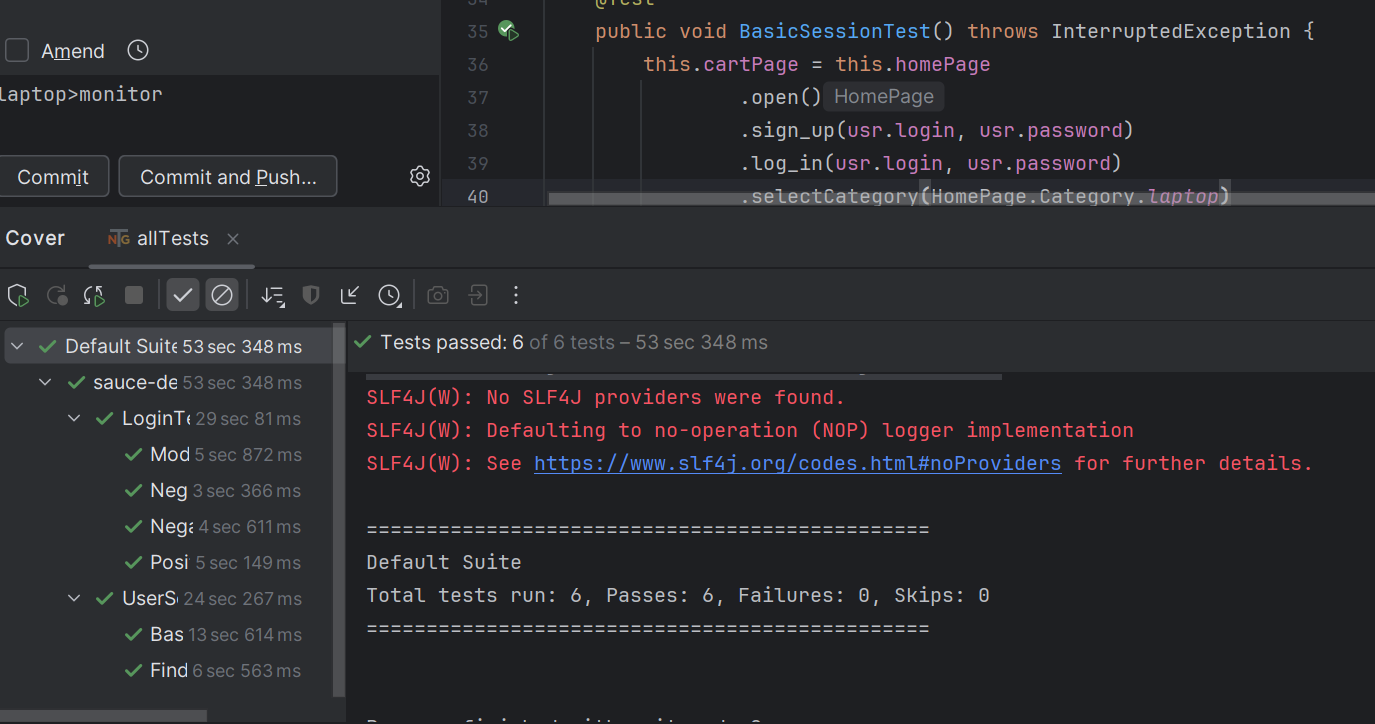 34 @Test
35 public void BasicSessionTest() throws InterruptedException {
Amend
36 this.cartPage = this.homePage
laptop>monitor
37 .open() HomePage
38 .sign_up(usr.login, usr.password)
39 .log_in(usr.login, usr.password)
Commit Commit and Push...
40 .selectCategory(HomePage.Category.laptop)
Cover NTG allTests
Default Suite 53 sec 348 ms
Tests passed: 6 of 6 tests – 53 sec 348 ms
sauce-de 53 sec 348 ms
LoginTe 29 sec 81 ms
Mod 5 sec 872 ms
Neg 3 sec 366 ms
Nega 4 sec 611 ms
Posi 5 sec 149 ms
UserSe 24 sec 267 ms
Bas 13 sec 614 ms
Find 6 sec 563 ms
SLF4J(W): No SLF4J providers were found.
SLF4J(W): Defaulting to no-operation (NOP) logger implementation
SLF4J(W): See https://www.slf4j.org/codes.html#noProviders for further details.
===============================================
Default Suite
Total tests run: 6, Passes: 6, Failures: 0, Skips: 0
===============================================